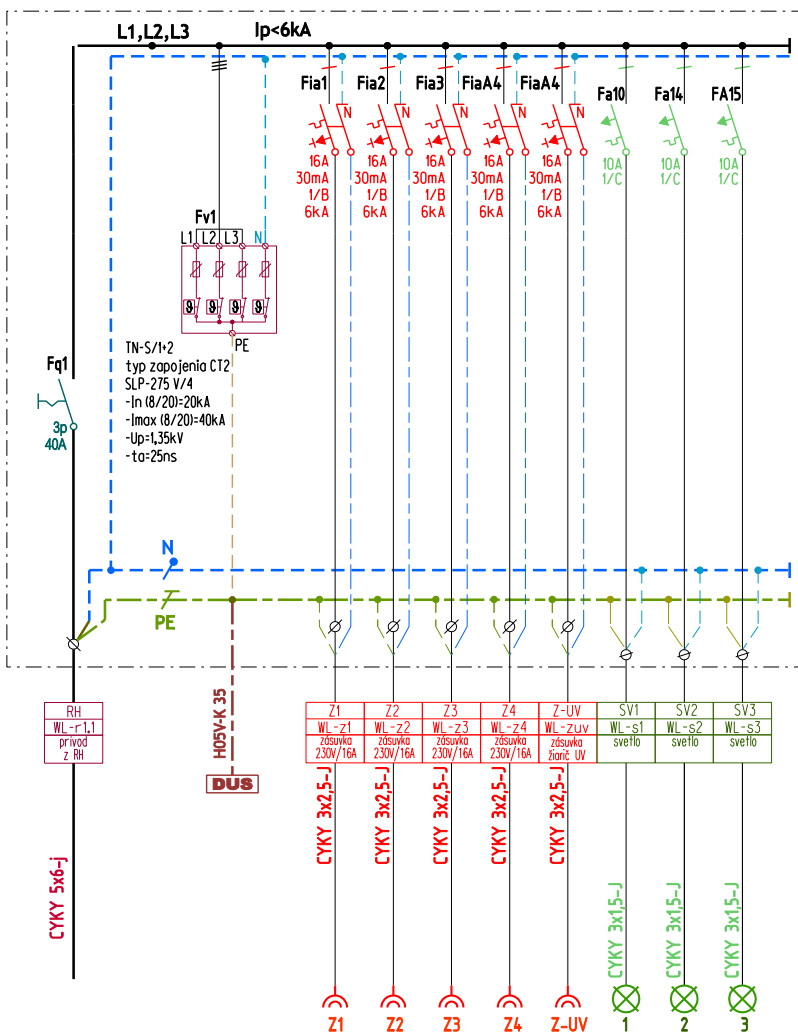 L1,L2,L3
Ip<6kA
Fia1
Fia2
Fia3
FiaA4
FiaA4
Fa10
Fa14
FA15
N
N
N
N
N
16A
30mA
1/B
6kA
16A
30mA
1/B
6kA
16A
30mA
1/B
6kA
16A
30mA
1/B
6kA
16A
30mA
1/B
6kA
10A
1/C
10A
1/C
10A
1/C
Fv1
L1 L2 L3 N
ϑ ϑ ϑ ϑ
PE
TN-S/1+2
typ zapojenia CT2
SLP-275 V/4
-In (8/20)=20kA
-Imax (8/20)=40kA
-Up=1,35kV
-ta=25ns
Fq1
3p
40A
N
PE
RH
WL-r1.1
prívod
z RH
H05V-K 35
DUS
Z1
WL-z1
zásuvka
230V/16A
Z2
WL-z2
zásuvka
230V/16A
Z3
WL-z3
zásuvka
230V/16A
Z4
WL-z4
zásuvka
230V/16A
Z-UV
WL-zuv
zásuvka
žiarič UV
SV1
WL-s1
svetlo
SV2
WL-s2
svetlo
SV3
WL-s3
svetlo
CYKY 5x6-j
CYKY 3x2,5-J
CYKY 3x2,5-J
CYKY 3x2,5-J
CYKY 3x2,5-J
CYKY 3x2,5-J
CYKY 3x1,5-J
CYKY 3x1,5-J
CYKY 3x1,5-J
Z1
Z2
Z3
Z4
Z-UV
1
2
3